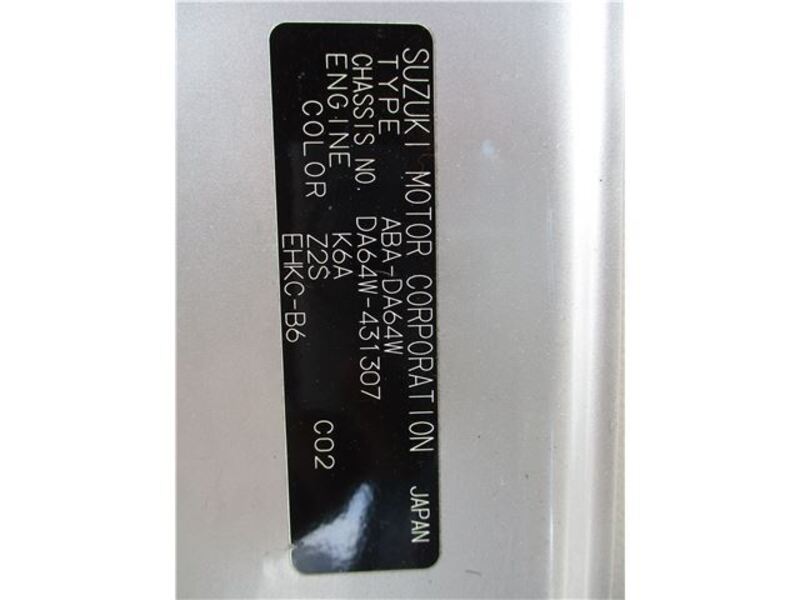 SUZUKI MOTOR CORPORATION JAPAN
TYPE ABA-DA64W
CHASSIS NO. DA64W-431307
ENGINE K6A
COLOR Z2S C02
EHKC-B6